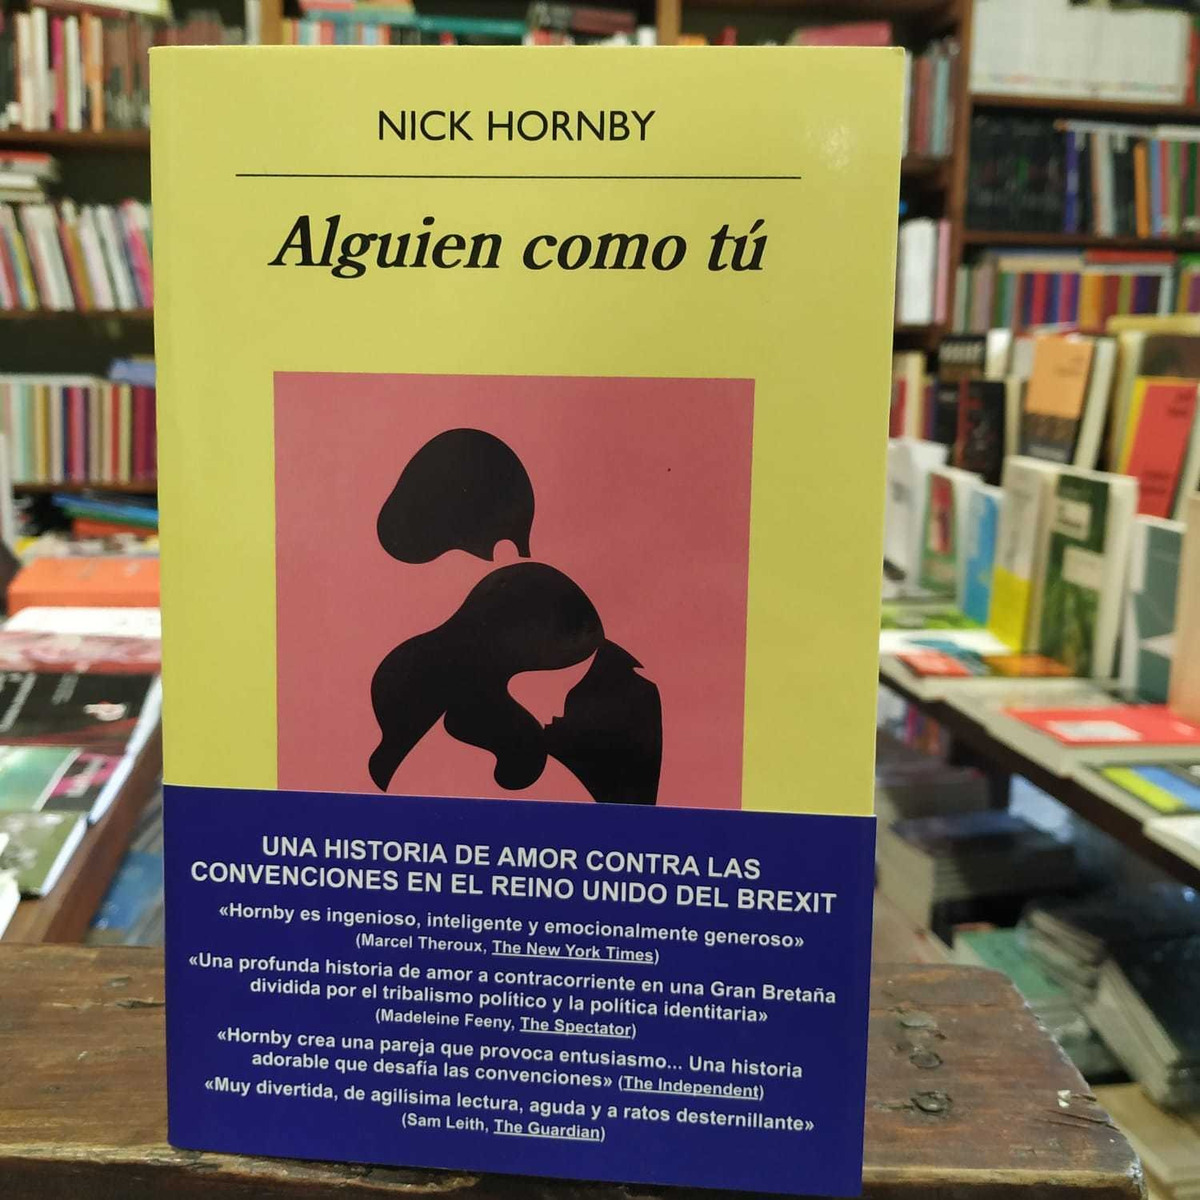 NICK HORNBY
Alguien como tú
UNA HISTORIA DE AMOR CONTRA LAS
CONVENCIONES EN EL REINO UNIDO DEL BREXIT
«Hornby es ingenioso, inteligente y emocionalmente generoso»
(Marcel Theroux, The New York Times)
«Una profunda historia de amor a contracorriente en una Gran Bretaña
dividida por el tribalismo político y la política identitaria»
(Madeleine Feeny, The Spectator)
«Hornby crea una pareja que provoca entusiasmo... Una historia
adorable que desafía las convenciones» (The Independent)
«Muy divertida, de agilísima lectura, aguda y a ratos desternillante»
(Sam Leith, The Guardian)